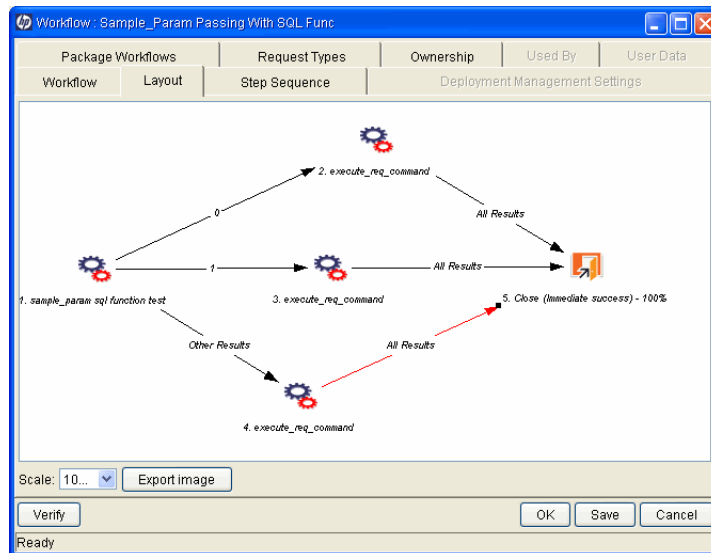 hp Workflow : Sample_Param Passing With SQL Func
Package Workflows Request Types Ownership Used By User Data
Workflow Layout Step Sequence Deployment Management Settings
2. execute_req_command
0
All Results
1
All Results
1. sample_param sql function test
3. execute_req_command
5. Close (Immediate success) - 100%
Other Results
All Results
4. execute_req_command
Scale: 10... Export image
Verify OK Save Cancel
Ready